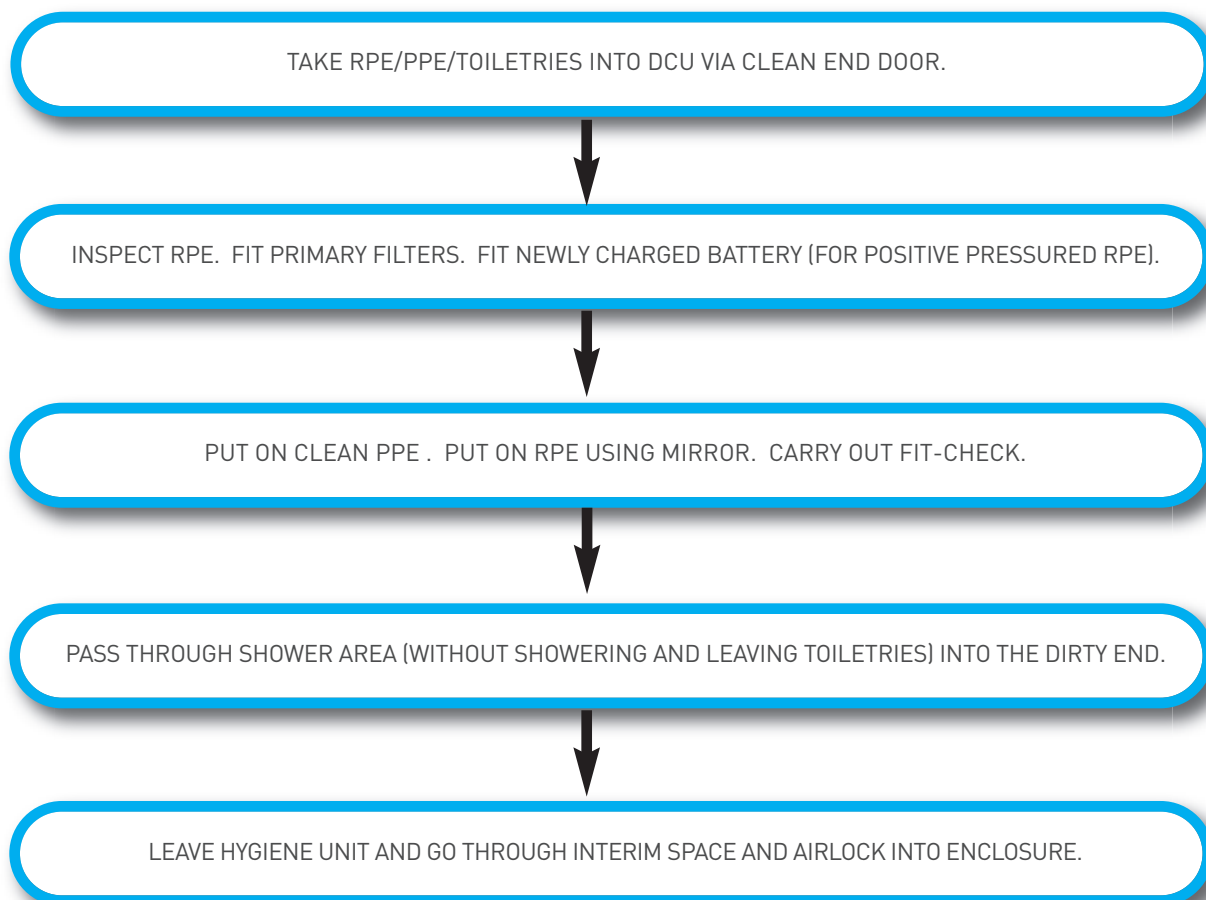 TAKE RPE/PPE/TOILETRIES INTO DCU VIA CLEAN END DOOR.
INSPECT RPE. FIT PRIMARY FILTERS. FIT NEWLY CHARGED BATTERY (FOR POSITIVE PRESSURED RPE).
PUT ON CLEAN PPE . PUT ON RPE USING MIRROR. CARRY OUT FIT-CHECK.
PASS THROUGH SHOWER AREA (WITHOUT SHOWERING AND LEAVING TOILETRIES) INTO THE DIRTY END.
LEAVE HYGIENE UNIT AND GO THROUGH INTERIM SPACE AND AIRLOCK INTO ENCLOSURE.